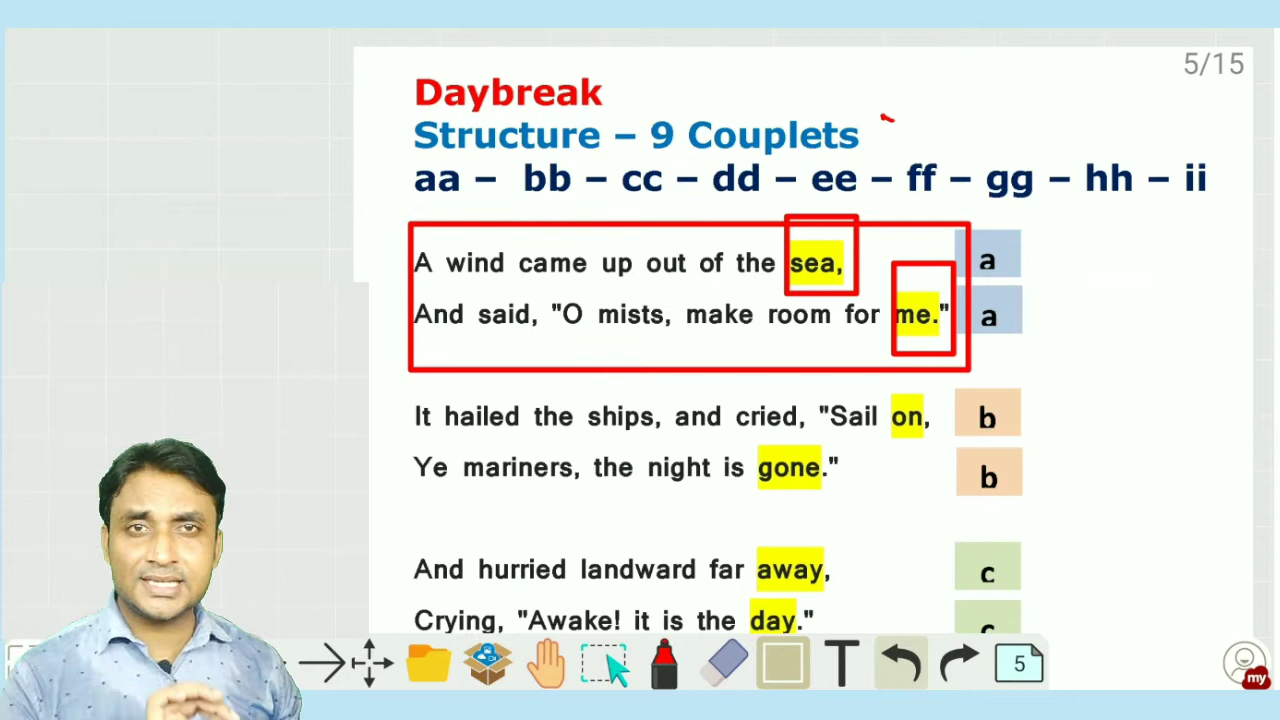 5/15
Daybreak
Structure – 9 Couplets
aa – bb – cc – dd – ee – ff – gg – hh – ii
A wind came up out of the sea, a
And said, "O mists, make room for me." a
It hailed the ships, and cried, "Sail on, b
Ye mariners, the night is gone." b
And hurried landward far away, c
Crying, "Awake! it is the day." c
T
5
my